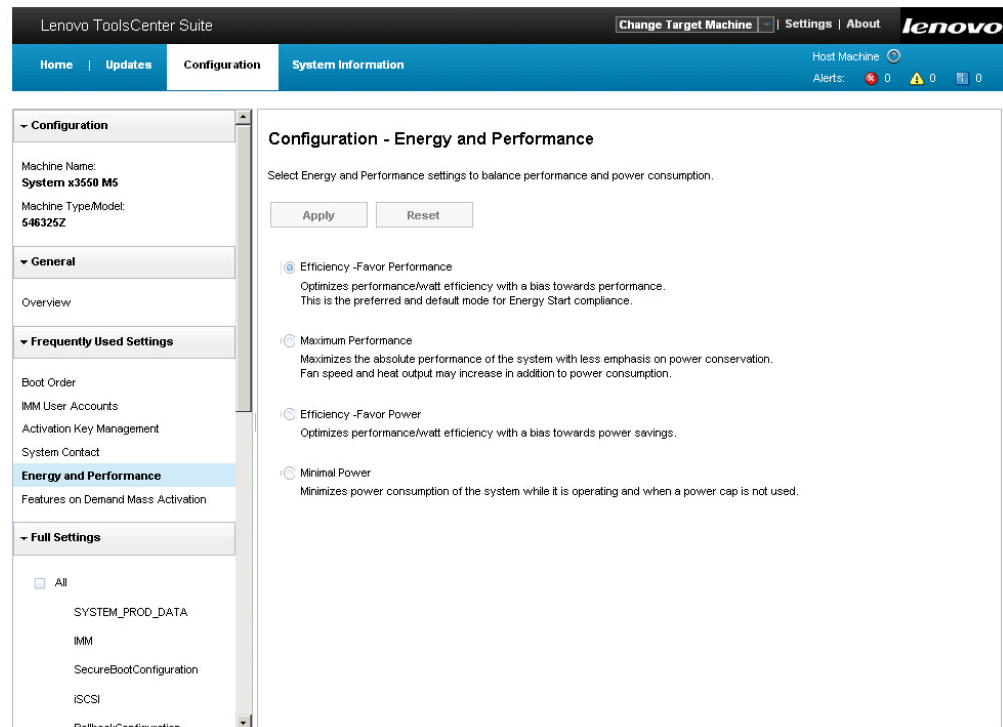 Lenovo ToolsCenter Suite
Change Target Machine | Settings | About
lenovo
Home | Updates Configuration System Information
Host Machine
Alerts: 0 0 0
Configuration
Machine Name:
System x3550 M5
Machine Type/Model:
546325Z
General
Overview
Frequently Used Settings
Boot Order
IMM User Accounts
Activation Key Management
System Contact
Energy and Performance
Features on Demand Mass Activation
Full Settings
All
SYSTEM_PROD_DATA
IMM
SecureBootConfiguration
iSCSI
Configuration - Energy and Performance
Select Energy and Performance settings to balance performance and power consumption.
Apply Reset
Efficiency -Favor Performance
Optimizes performance/watt efficiency with a bias towards performance.
This is the preferred and default mode for Energy Start compliance.
Maximum Performance
Maximizes the absolute performance of the system with less emphasis on power conservation.
Fan speed and heat output may increase in addition to power consumption.
Efficiency -Favor Power
Optimizes performance/watt efficiency with a bias towards power savings.
Minimal Power
Minimizes power consumption of the system while it is operating and when a power cap is not used.